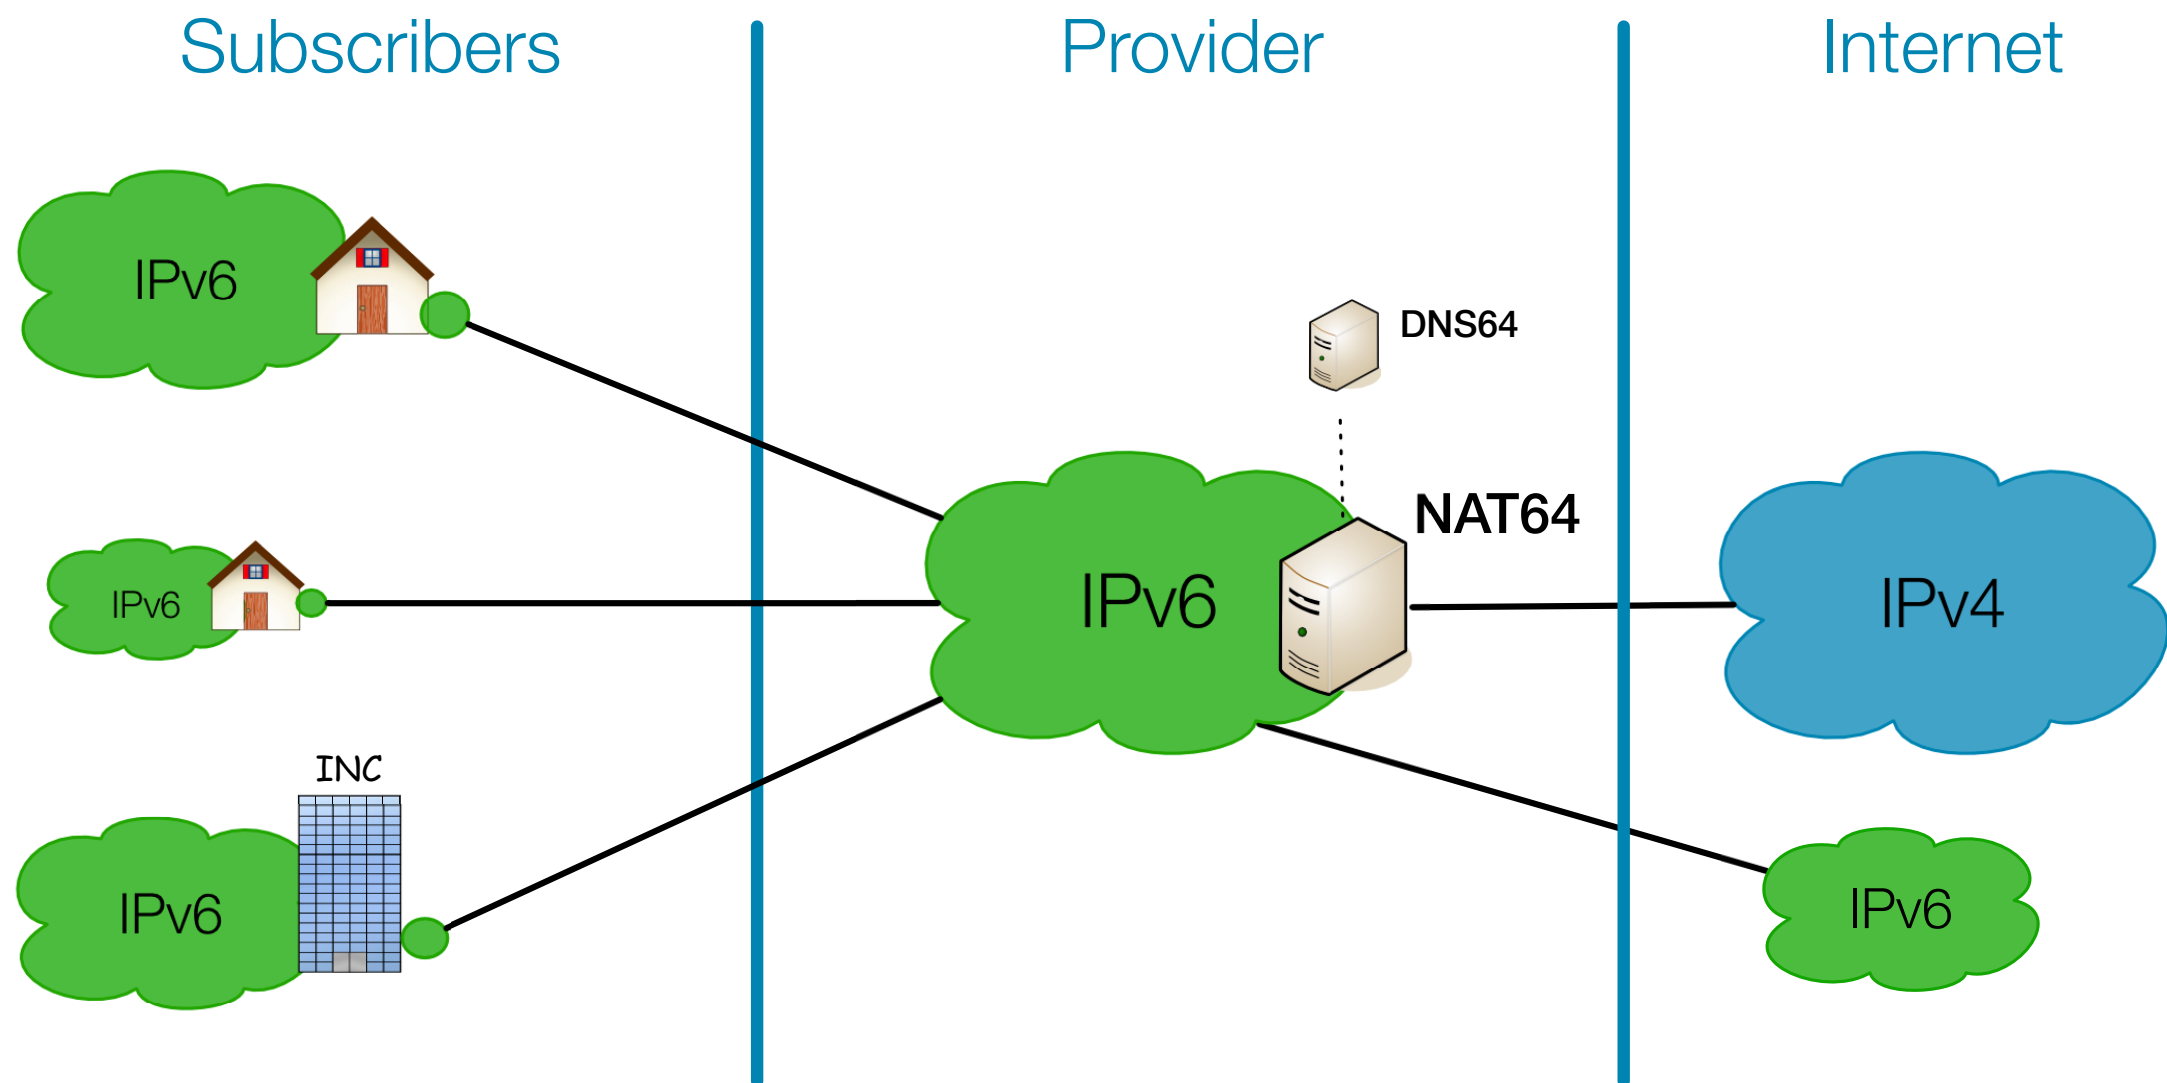 Subscribers
Provider
Internet
IPv6
DNS64
NAT64
IPv6
IPv6
IPv4
INC
IPv6
IPv6